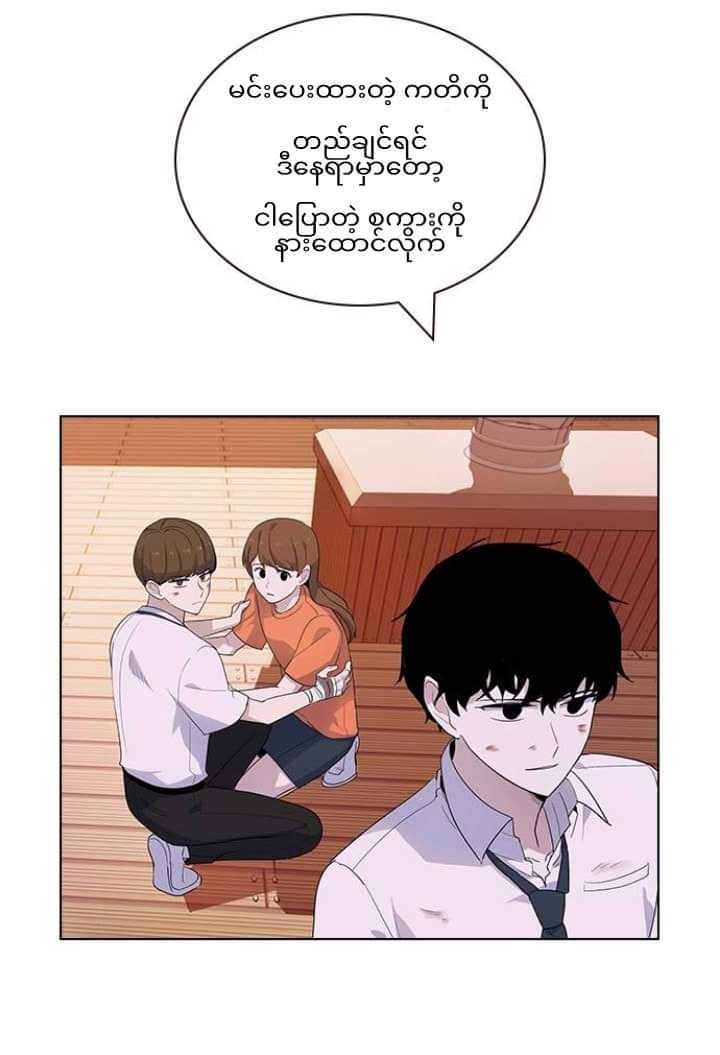 မင်းပေးထားတဲ့ ကတိကို
တည်ချင်ရင်
ဒီနေရာမှာတော့
ငါပြောတဲ့ စကားကို
နားထောင်လိုက်